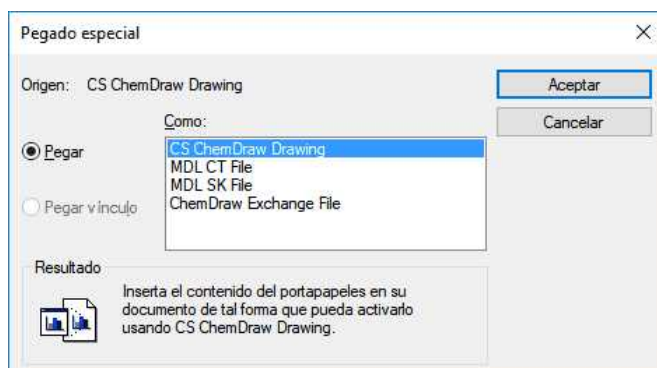 Pegado especial
Origen: CS ChemDraw Drawing
Aceptar
Como:
Cancelar
Pegar
CS ChemDraw Drawing
MDL CT File
MDL SK File
Pegar vínculo
ChemDraw Exchange File
Resultado
Inserta el contenido del portapapeles en su
documento de tal forma que pueda activarlo
usando CS ChemDraw Drawing.